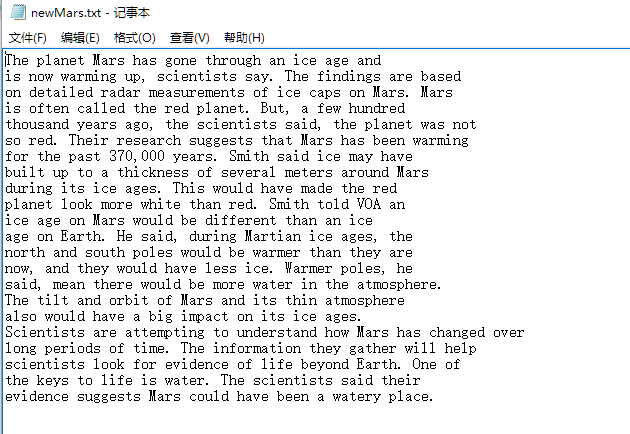 newMars.txt - 记事本
文件(F) 编辑(E) 格式(O) 查看(V) 帮助(H)
The planet Mars has gone through an ice age and
is now warming up, scientists say. The findings are based
on detailed radar measurements of ice caps on Mars. Mars
is often called the red planet. But, a few hundred
thousand years ago, the scientists said, the planet was not
so red. Their research suggests that Mars has been warming
for the past 370,000 years. Smith said ice may have
built up to a thickness of several meters around Mars
during its ice ages. This would have made the red
planet look more white than red. Smith told VOA an
ice age on Mars would be different than an ice
age on Earth. He said, during Martian ice ages, the
north and south poles would be warmer than they are
now, and they would have less ice. Warmer poles, he
said, mean there would be more water in the atmosphere.
The tilt and orbit of Mars and its thin atmosphere
also would have a big impact on its ice ages.
Scientists are attempting to understand how Mars has changed over
long periods of time. The information they gather will help
scientists look for evidence of life beyond Earth. One of
the keys to life is water. The scientists said their
evidence suggests Mars could have been a watery place.